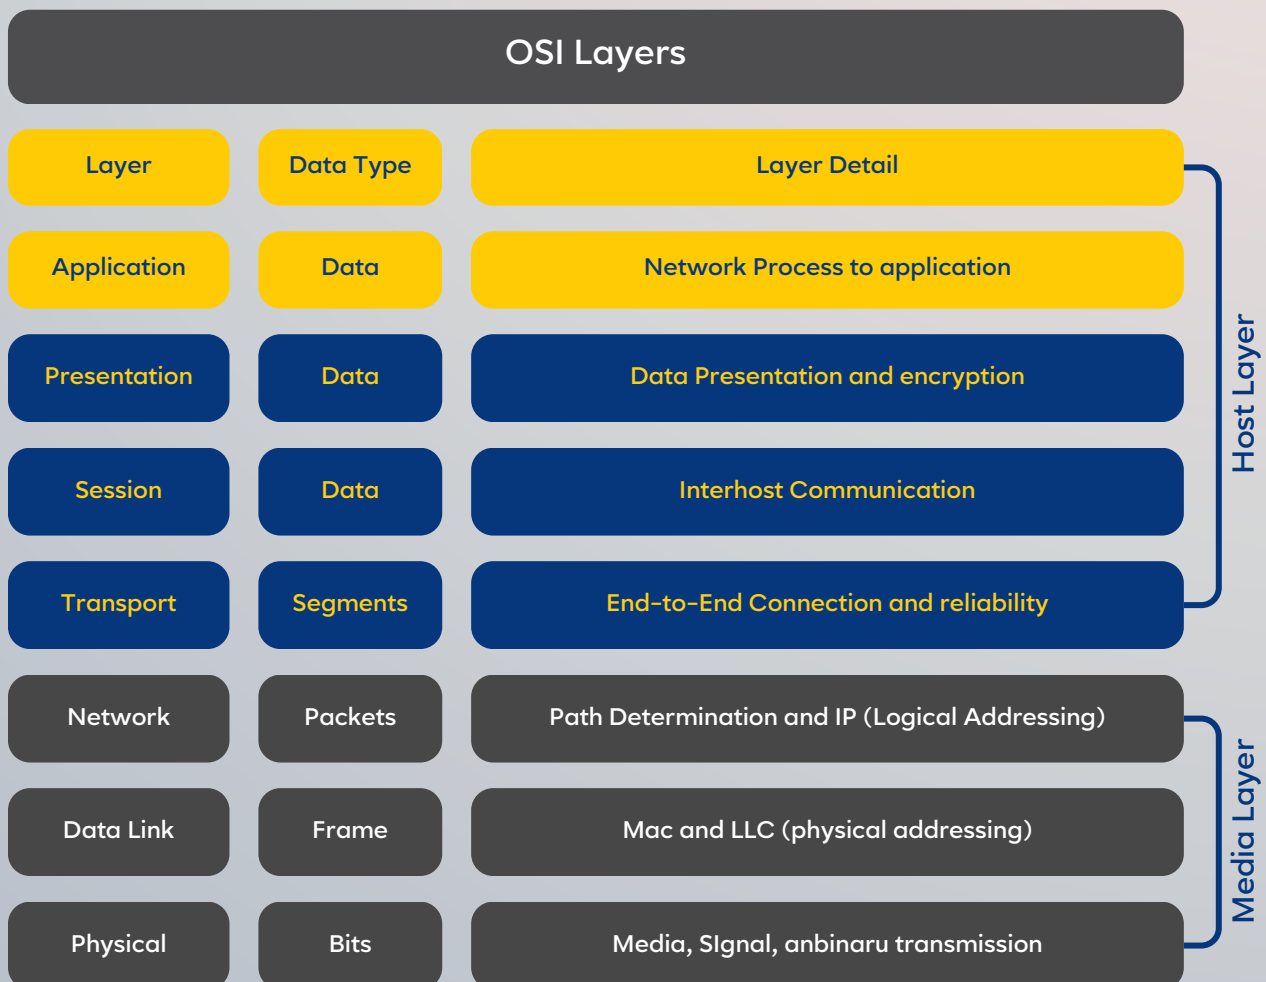 OSI Layers
Layer Data Type Layer Detail
Application Data Network Process to application
Presentation Data Data Presentation and encryption
Session Data Interhost Communication
Transport Segments End-to-End Connection and reliability
Host Layer
Network Packets Path Determination and IP (Logical Addressing)
Data Link Frame Mac and LLC (physical addressing)
Physical Bits Media, SIgnal, anbinaru transmission
Media Layer